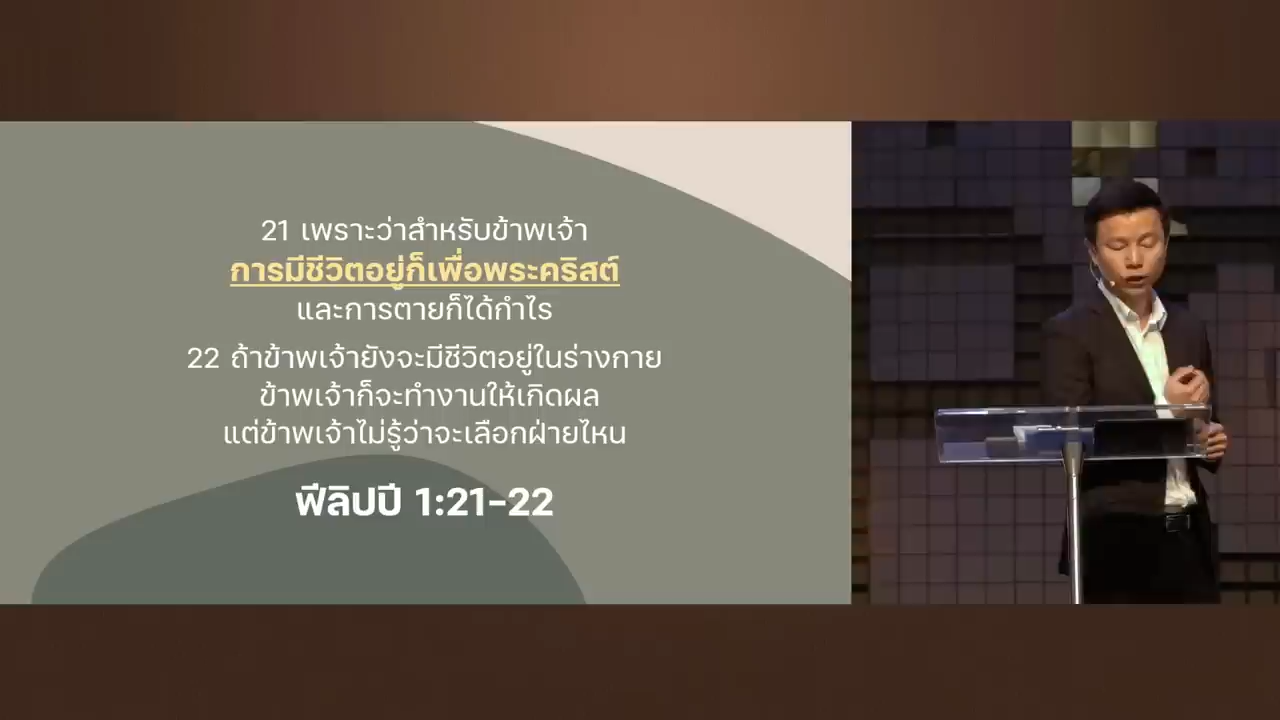 21 เพราะว่าสำหรับข้าพเจ้า
การมีชีวิตอยู่ก็เพื่อพระคริสต์
และการตายก็ได้กำไร
22 ถ้าข้าพเจ้ายังจะมีชีวิตอยู่ในร่างกาย
ข้าพเจ้าก็จะทำงานให้เกิดผล
แต่ข้าพเจ้าไม่รู้ว่าจะเลือกฝ่ายไหน
ฟีลิปปี 1:21-22